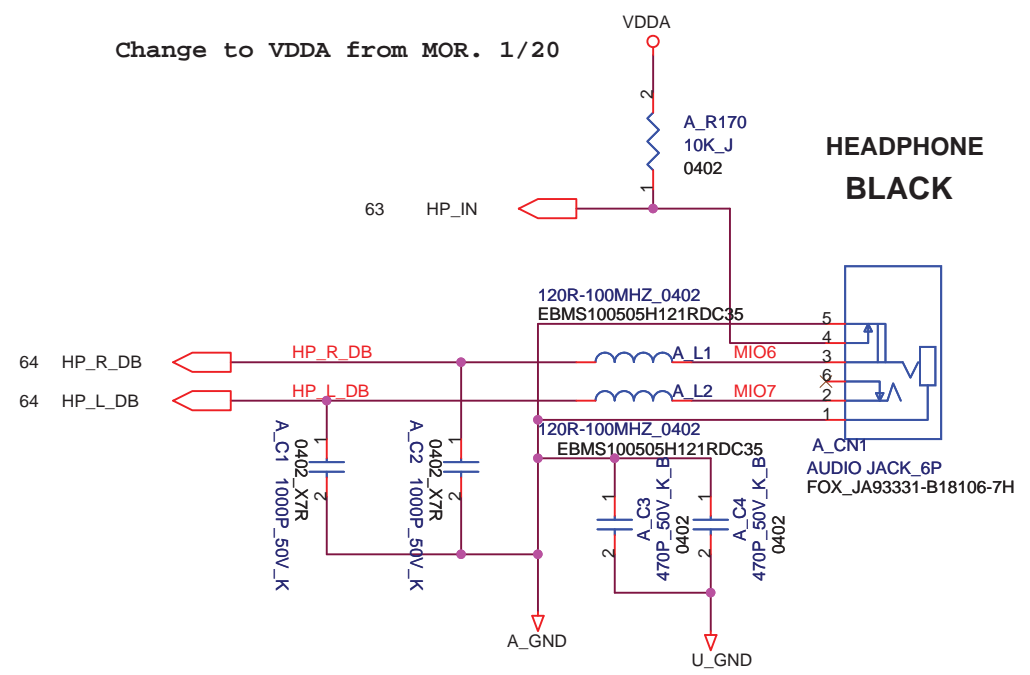 VDDA
Change to VDDA from MOR. 1/20
2
A_R170
10K_J
0402
1
HEADPHONE
BLACK
63 HP_IN
120R-100MHZ_0402
EBMS100505H121RDC35
5
4
64 HP_R_DB
HP_R_DB
A_L1
MIO6
3
6
64 HP_L_DB
HP_L_DB
A_L2
MIO7
2
1
120R-100MHZ_0402
EBMS100505H121RDC35
A_CN1
AUDIO JACK_6P
FOX_JA93331-B18106-7H
1
2
0402_X7R
A_C1 1000P_50V_K
1
2
0402_X7R
A_C2 1000P_50V_K
1
2
A_C3
470P_50V_K_B
0402
1
2
A_C4
470P_50V_K_B
0402
A_GND
U_GND